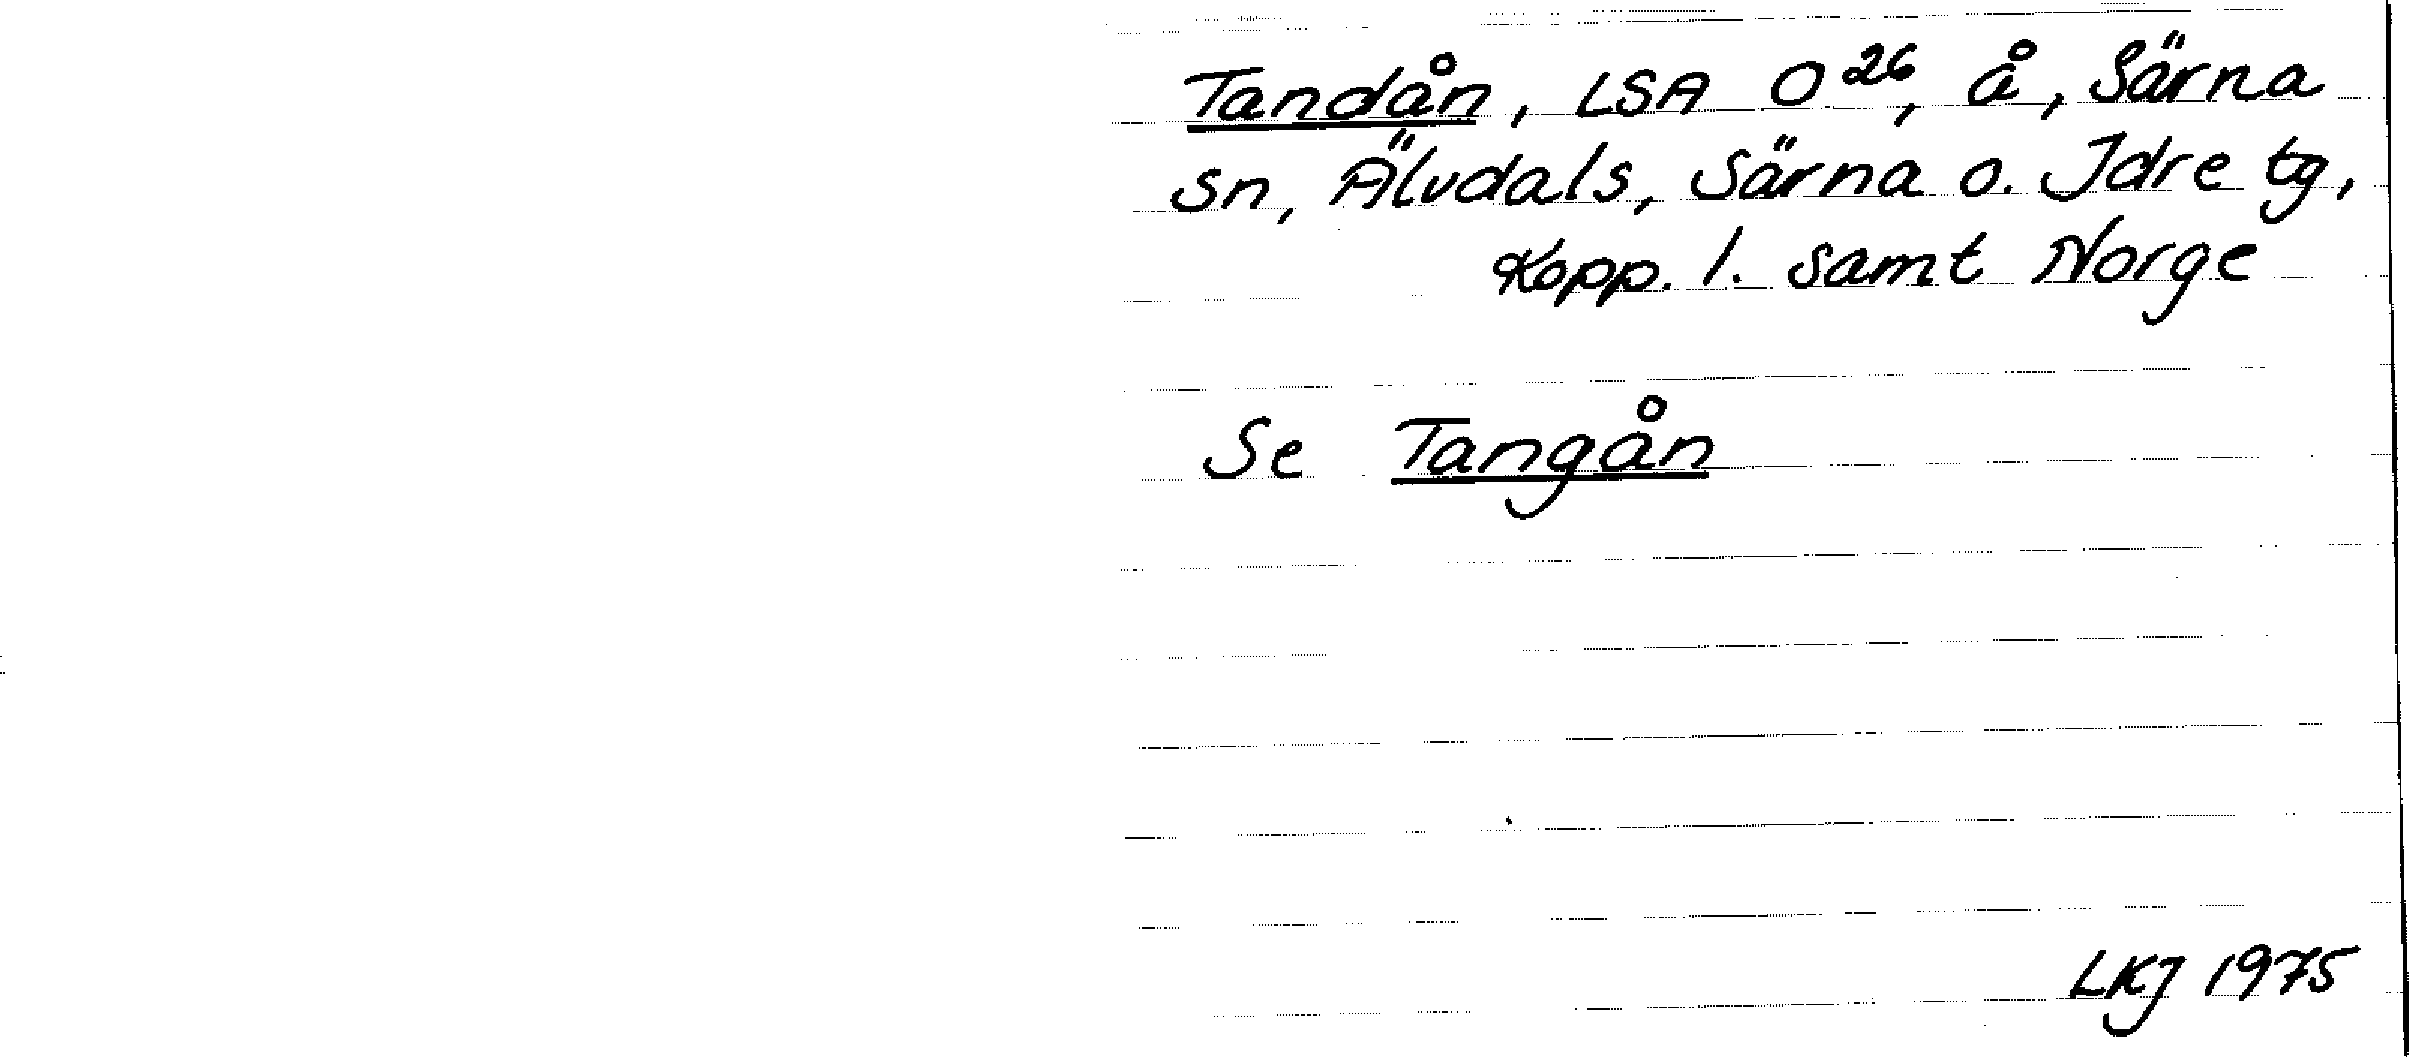 Tandån, LSA O 26, å, Särna
sn, Älvdals, Särna o. Idre tg,
Kopp. l. samt Norge
Se Tangån
LKJ 1975